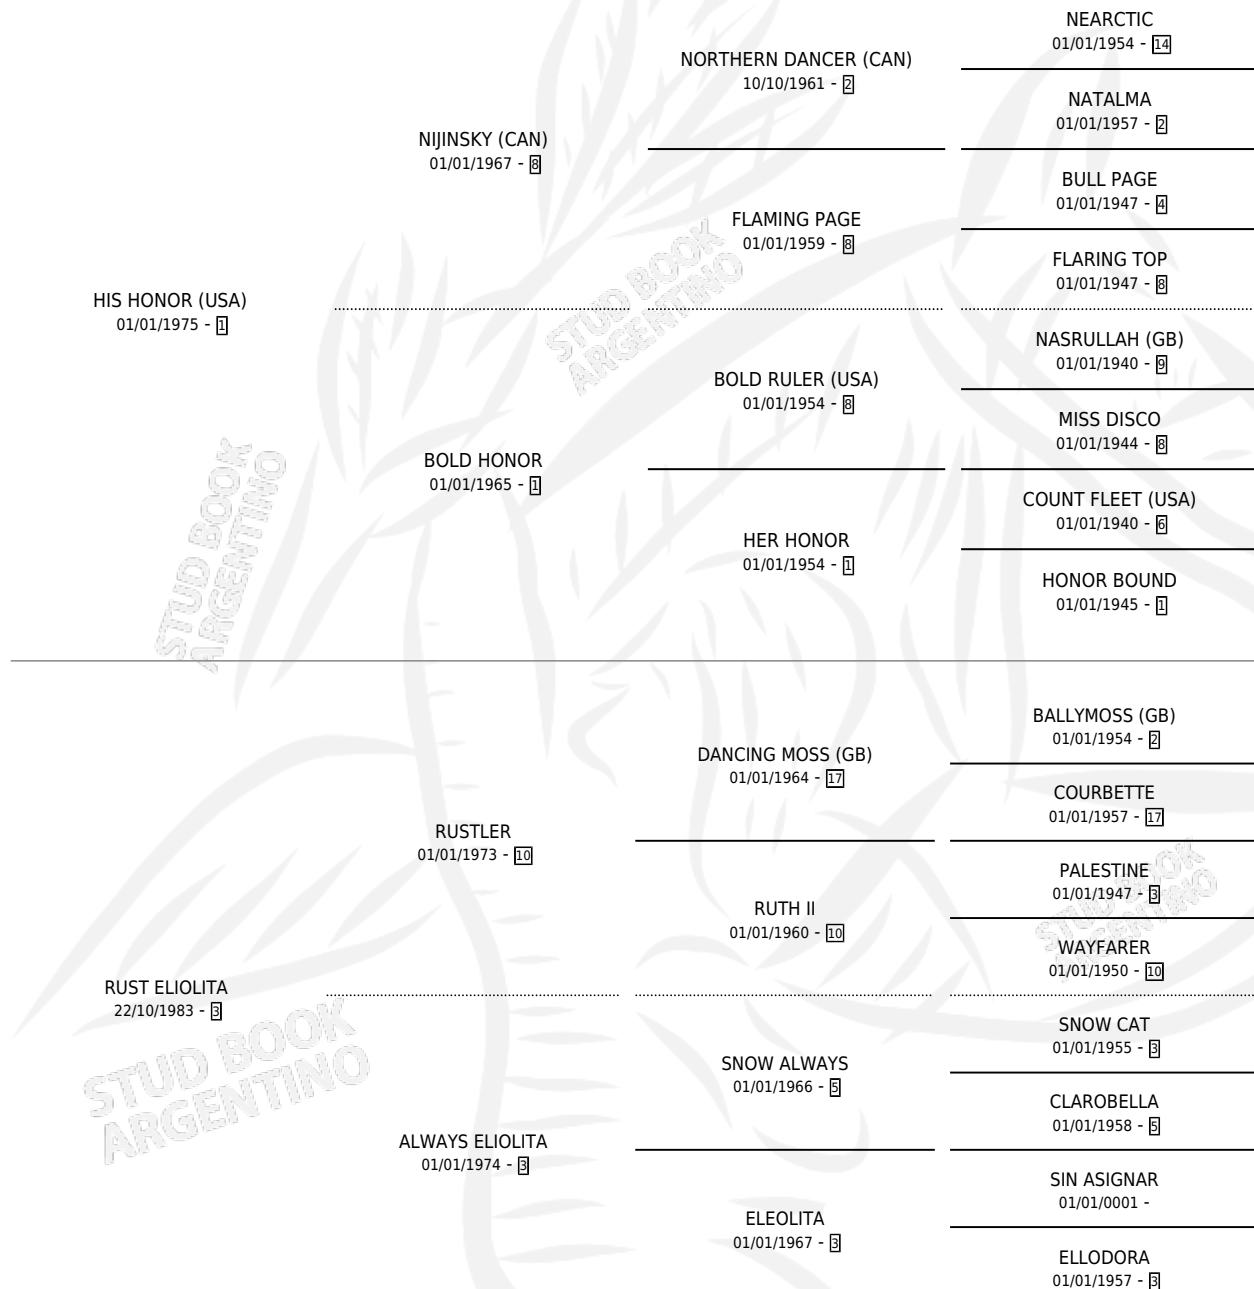 NEARCTIC
01/01/1954 - 14
NORTHERN DANCER (CAN)
10/10/1961 - 2
NATALMA
01/01/1957 - 2
NIJINSKY (CAN)
01/01/1967 - 8
BULL PAGE
01/01/1947 - 4
FLAMING PAGE
01/01/1959 - 8
FLARING TOP
01/01/1947 - 8
HIS HONOR (USA)
01/01/1975 - 1
NASRULLAH (GB)
01/01/1940 - 9
BOLD RULER (USA)
01/01/1954 - 8
MISS DISCO
01/01/1944 - 8
BOLD HONOR
01/01/1965 - 1
COUNT FLEET (USA)
01/01/1940 - 6
HER HONOR
01/01/1954 - 1
HONOR BOUND
01/01/1945 - 1
STUD BOOK
ARGENTINO
STUD BOOK
ARGENTINO
BALLYMOSS (GB)
01/01/1954 - 2
DANCING MOSS (GB)
01/01/1964 - 17
COURBETTE
01/01/1957 - 17
RUSTLER
01/01/1973 - 10
PALESTINE
01/01/1947 - 3
RUTH II
01/01/1960 - 10
WAYFARER
01/01/1950 - 10
STUD BOOK
ARGENTINO
RUST ELIOLITA
22/10/1983 - 3
SNOW CAT
01/01/1955 - 3
SNOW ALWAYS
01/01/1966 - 5
CLAROBELLA
01/01/1958 - 5
ALWAYS ELIOLITA
01/01/1974 - 3
SIN ASIGNAR
01/01/0001 -
ELEOLITA
01/01/1967 - 3
ELLODORA
01/01/1957 - 3
STUD BOOK
ARGENTINO